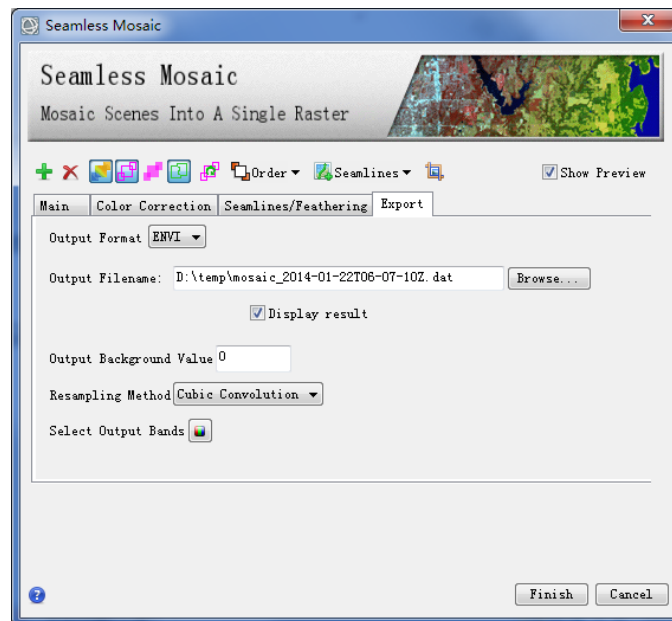 Seamless Mosaic
Seamless Mosaic
Mosaic Scenes Into A Single Raster
Order Seamlines Show Preview
Main Color Correction Seamlines/Feathering Export
Output Format ENVI
Output Filename: D:\temp\mosaic_2014-01-22T06-07-10Z.dat Browse...
Display result
Output Background Value 0
Resampling Method Cubic Convolution
Select Output Bands
Finish Cancel